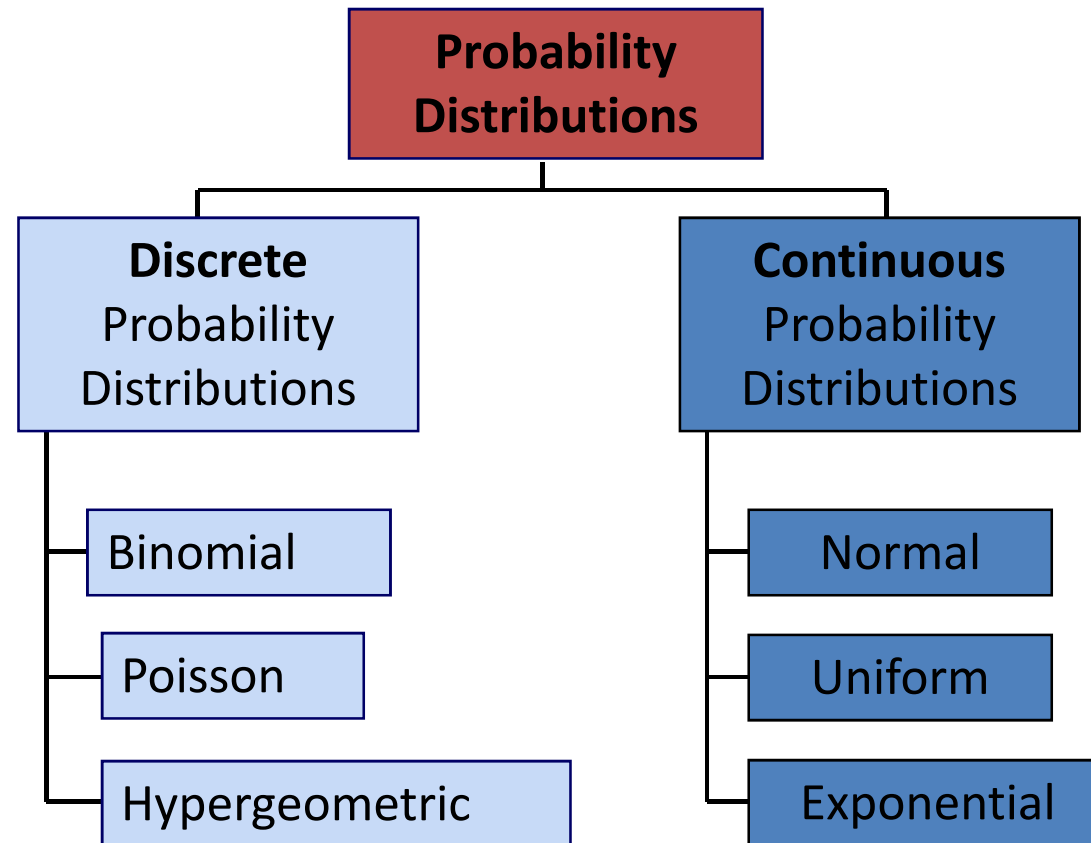 Probability
Distributions
Discrete
Probability
Distributions
Binomial
Poisson
Hypergeometric
Continuous
Probability
Distributions
Normal
Uniform
Exponential